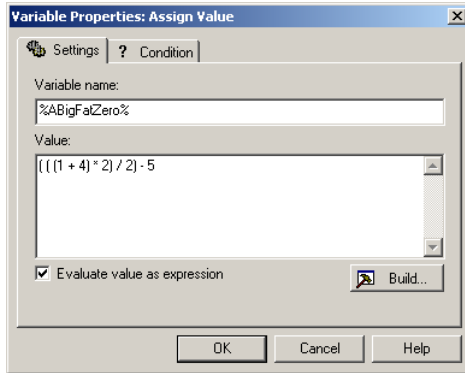 Variable Properties: Assign Value
Settings ? Condition
Variable name:
%ABigFatZero%
Value:
( ( (1 + 4) * 2) / 2) - 5
Evaluate value as expression
Build...
OK Cancel Help